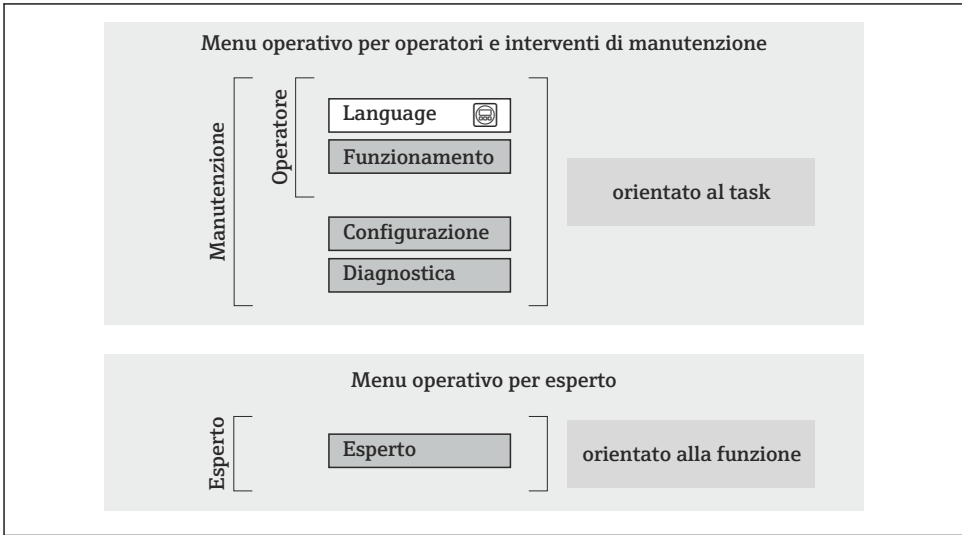 Menu operativo per operatori e interventi di manutenzione
Manutenzione
Operatore
Language
Funzionamento
Configurazione
Diagnostica
orientato al task
Menu operativo per esperto
Esperto
Esperto
orientato alla funzione